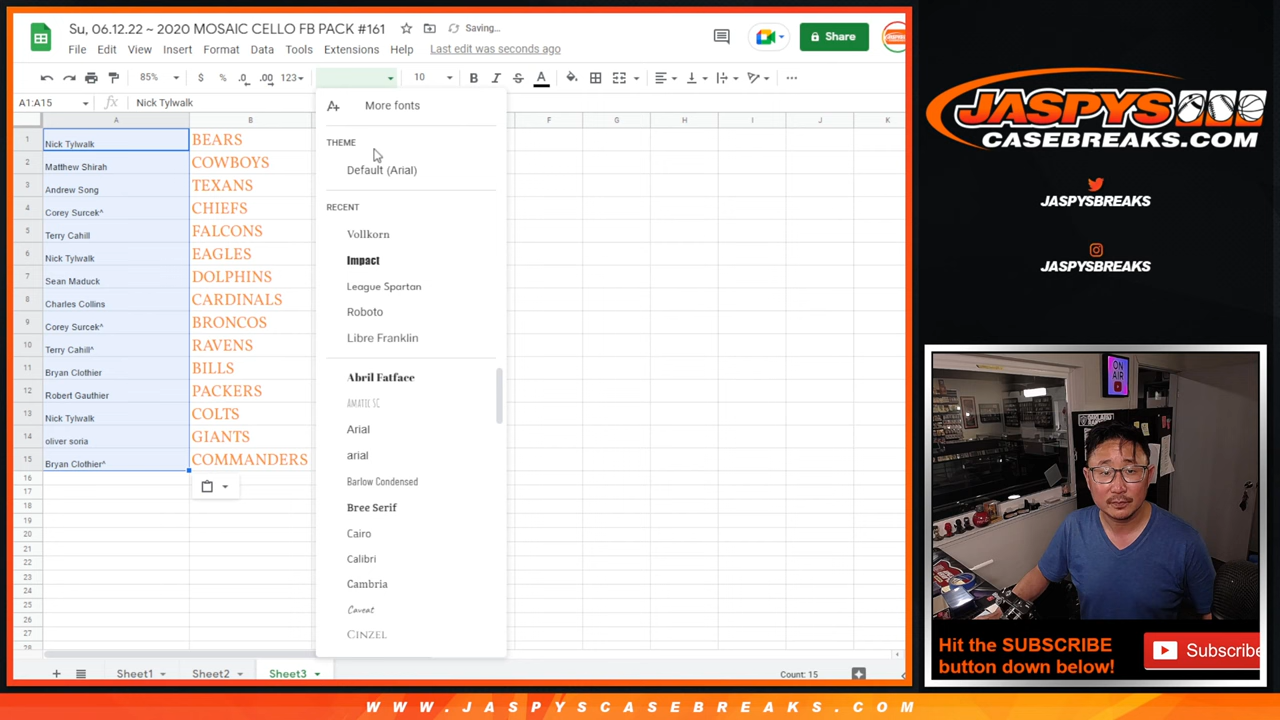 Su, 06.12.22 ~ 2020 MOSAIC CELLO FB PACK #161
Saving...
File Edit View Insert Format Data Tools Extensions Help Last edit was seconds ago
Share
85% $ % .0 .00 123 10 B I S A
A1:A15 fx Nick Tylwalk
A B F G H I J K
1 Nick Tylwalk BEARS
2 Matthew Shirah COWBOYS
3 Andrew Song TEXANS
4 Corey Surcek^ CHIEFS
5 Terry Cahill FALCONS
6 Nick Tylwalk EAGLES
7 Sean Maduck DOLPHINS
8 Charles Collins CARDINALS
9 Corey Surcek^ BRONCOS
10 Terry Cahill^ RAVENS
11 Bryan Clothier BILLS
12 Robert Gauthier PACKERS
13 Nick Tylwalk COLTS
14 oliver soria GIANTS
15 Bryan Clothier^ COMMANDERS
16
17
18
19
20
21
22
23
24
25
26
27
28
More fonts
THEME
Default (Arial)
RECENT
Vollkorn
Impact
League Spartan
Roboto
Libre Franklin
Abril Fatface
AMATIC SC
Arial
arial
Barlow Condensed
Bree Serif
Cairo
Calibri
Cambria
Caveat
CINZEL
Sheet1 Sheet2 Sheet3 Count: 15
JASPYS
CASEBREAKS.COM
JASPYSBREAKS
JASPYSBREAKS
ON
AIR
Hit the SUBSCRIBE
button down below!
Subscribe
WWW.JASPYSCASEBREAKS.COM